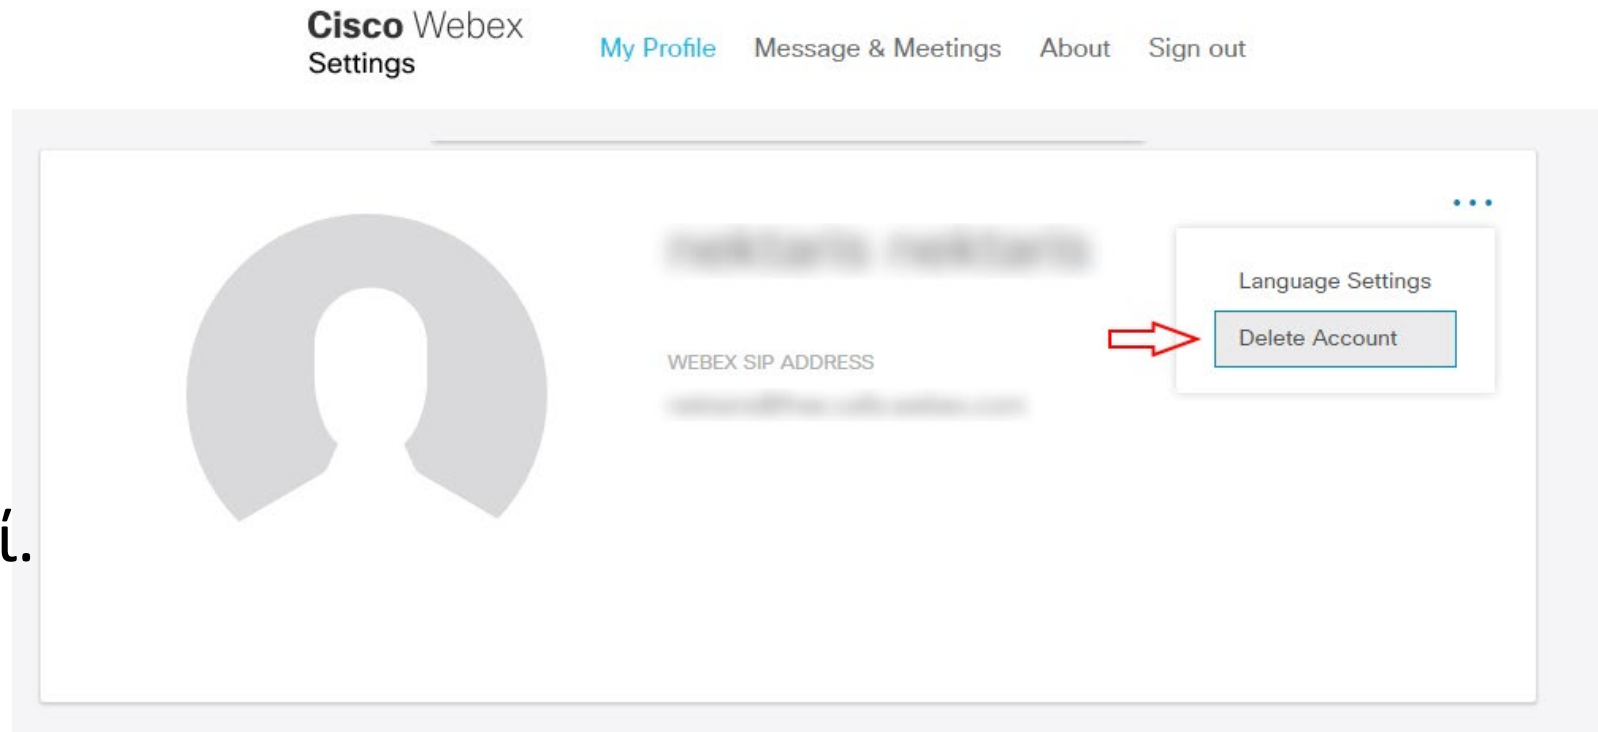 Cisco Webex
Settings
My Profile
Message & Meetings
About
Sign out
Language Settings
Delete Account
WEBEX SIP ADDRESS
ί.